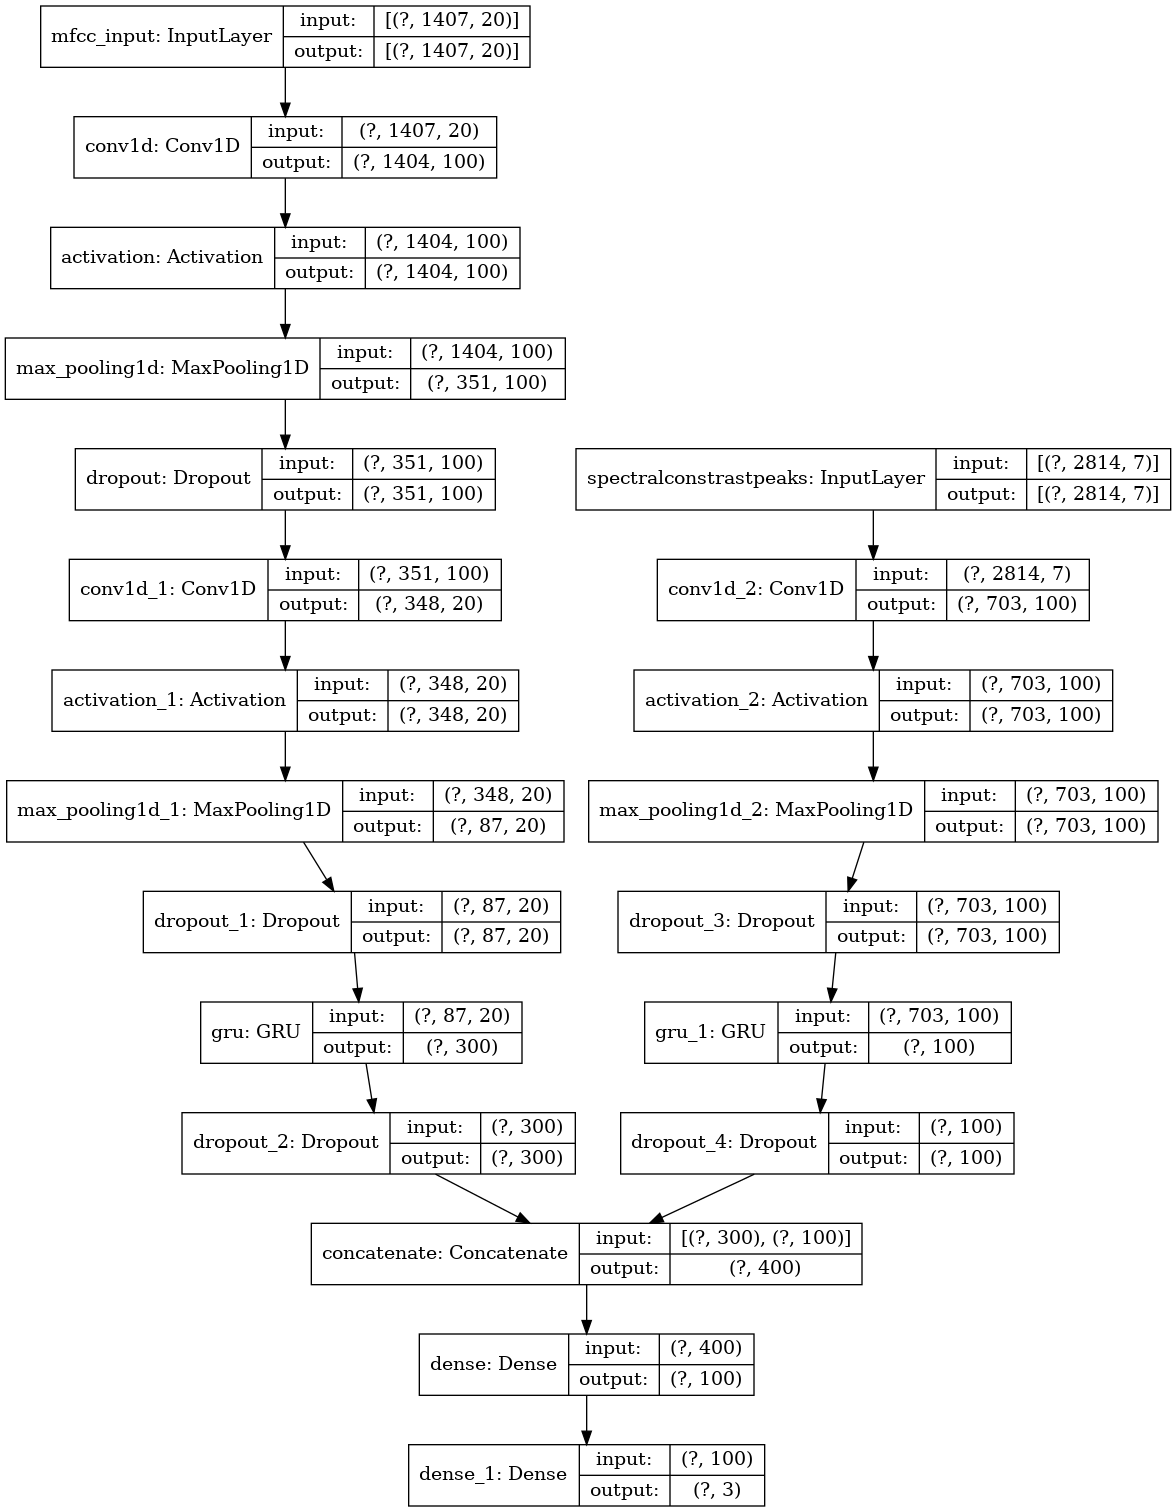 mfcc_input: InputLayer
input:
[(?, 1407, 20)]
output:
[(?, 1407, 20)]
conv1d: Conv1D
input:
(?, 1407, 20)
output:
(?, 1404, 100)
activation: Activation
input:
(?, 1404, 100)
output:
(?, 1404, 100)
max_pooling1d: MaxPooling1D
input:
(?, 1404, 100)
output:
(?, 351, 100)
dropout: Dropout
input:
(?, 351, 100)
output:
(?, 351, 100)
spectralconstrastpeaks: InputLayer
input:
[(?, 2814, 7)]
output:
[(?, 2814, 7)]
conv1d_1: Conv1D
input:
(?, 351, 100)
output:
(?, 348, 20)
conv1d_2: Conv1D
input:
(?, 2814, 7)
output:
(?, 703, 100)
activation_1: Activation
input:
(?, 348, 20)
output:
(?, 348, 20)
activation_2: Activation
input:
(?, 703, 100)
output:
(?, 703, 100)
max_pooling1d_1: MaxPooling1D
input:
(?, 348, 20)
output:
(?, 87, 20)
max_pooling1d_2: MaxPooling1D
input:
(?, 703, 100)
output:
(?, 703, 100)
dropout_1: Dropout
input:
(?, 87, 20)
output:
(?, 87, 20)
dropout_3: Dropout
input:
(?, 703, 100)
output:
(?, 703, 100)
gru: GRU
input:
(?, 87, 20)
output:
(?, 300)
gru_1: GRU
input:
(?, 703, 100)
output:
(?, 100)
dropout_2: Dropout
input:
(?, 300)
output:
(?, 300)
dropout_4: Dropout
input:
(?, 100)
output:
(?, 100)
concatenate: Concatenate
input:
[(?, 300), (?, 100)]
output:
(?, 400)
dense: Dense
input:
(?, 400)
output:
(?, 100)
dense_1: Dense
input:
(?, 100)
output:
(?, 3)